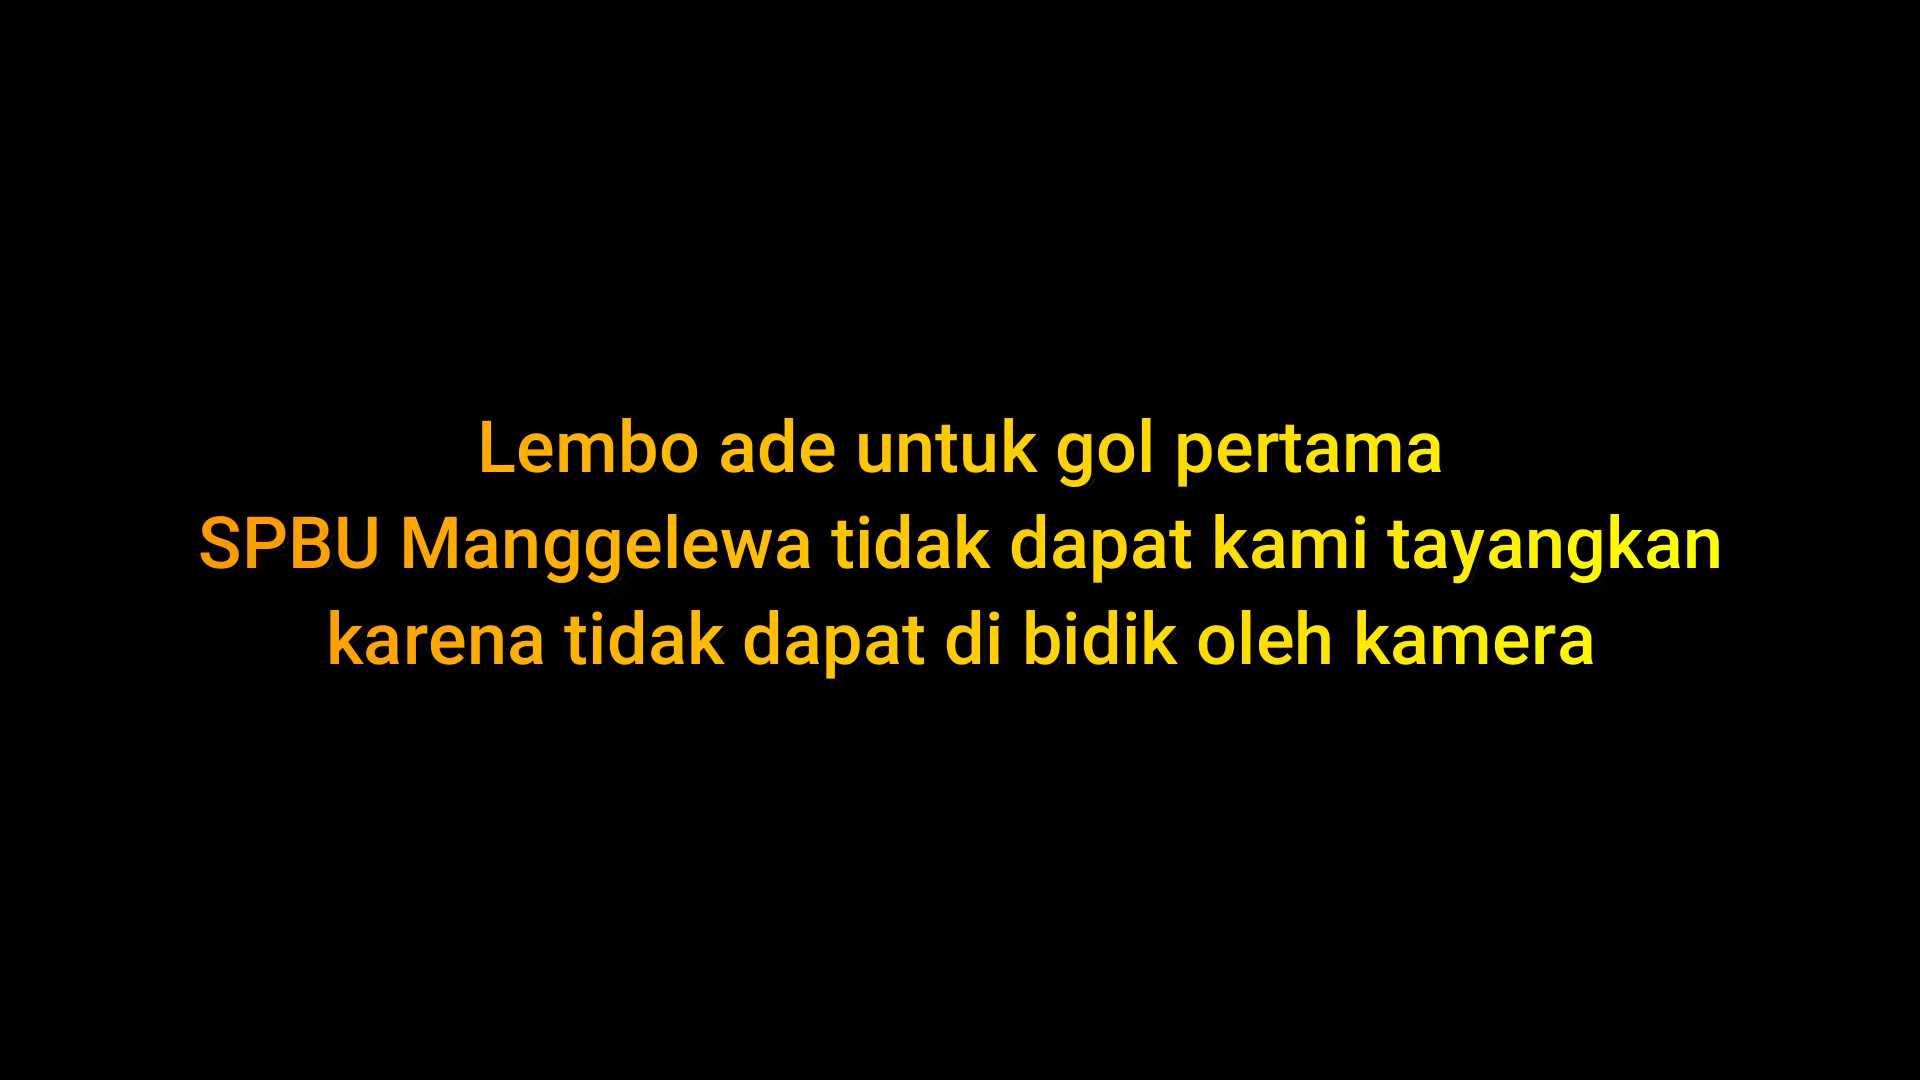 Lembo ade untuk gol pertama
SPBU Manggelewa tidak dapat kami tayangkan
karena tidak dapat di bidik oleh kamera